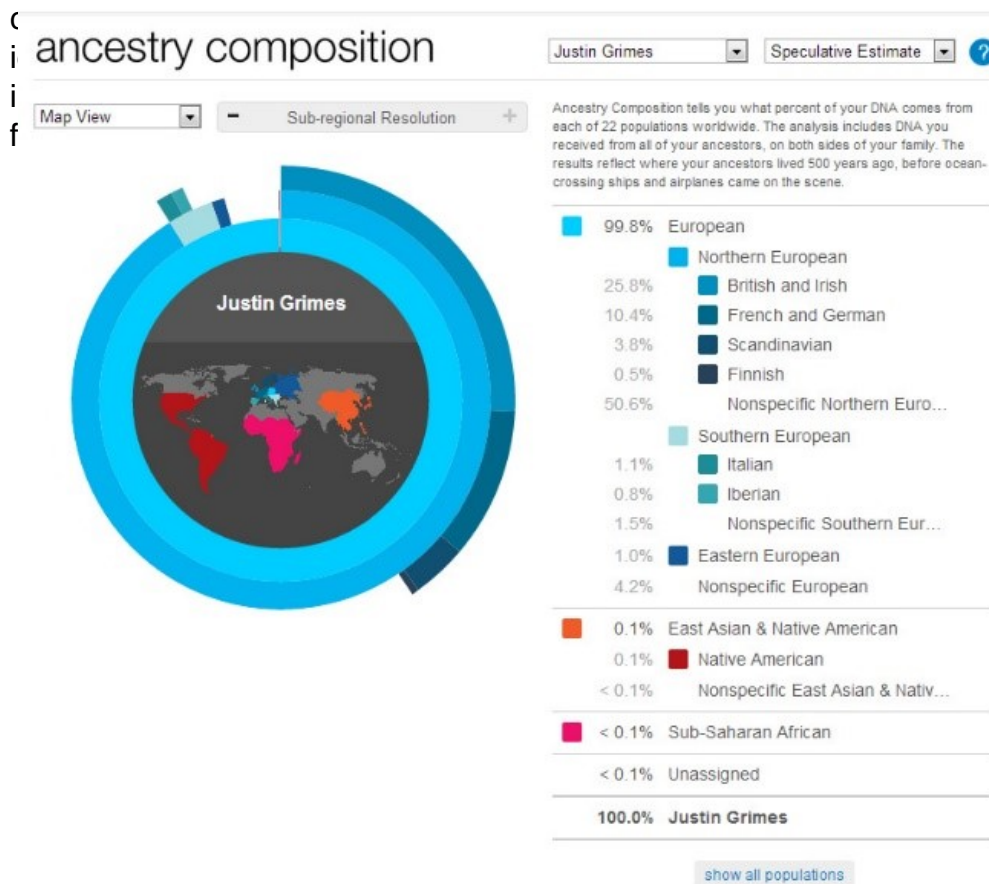 ancestry composition
Justin Grimes
Speculative Estimate
?
Map View
- Sub-regional Resolution +
Ancestry Composition tells you what percent of your DNA comes from
each of 22 populations worldwide. The analysis includes DNA you
received from all of your ancestors, on both sides of your family. The
results reflect where your ancestors lived 500 years ago, before ocean-
crossing ships and airplanes came on the scene.
Justin Grimes
99.8% European
Northern European
25.8% British and Irish
10.4% French and German
3.8% Scandinavian
0.5% Finnish
50.6% Nonspecific Northern Euro...
Southern European
1.1% Italian
0.8% Iberian
1.5% Nonspecific Southern Eur...
1.0% Eastern European
4.2% Nonspecific European
0.1% East Asian & Native American
0.1% Native American
< 0.1% Nonspecific East Asian & Nativ...
< 0.1% Sub-Saharan African
< 0.1% Unassigned
100.0% Justin Grimes
show all populations